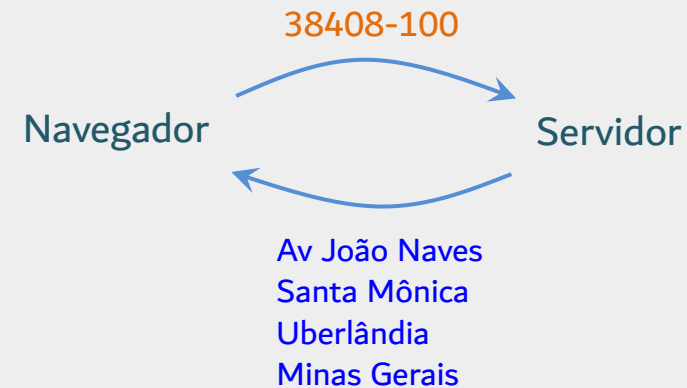 38408-100
Navegador
Servidor
Av João Naves
Santa Mônica
Uberlândia
Minas Gerais